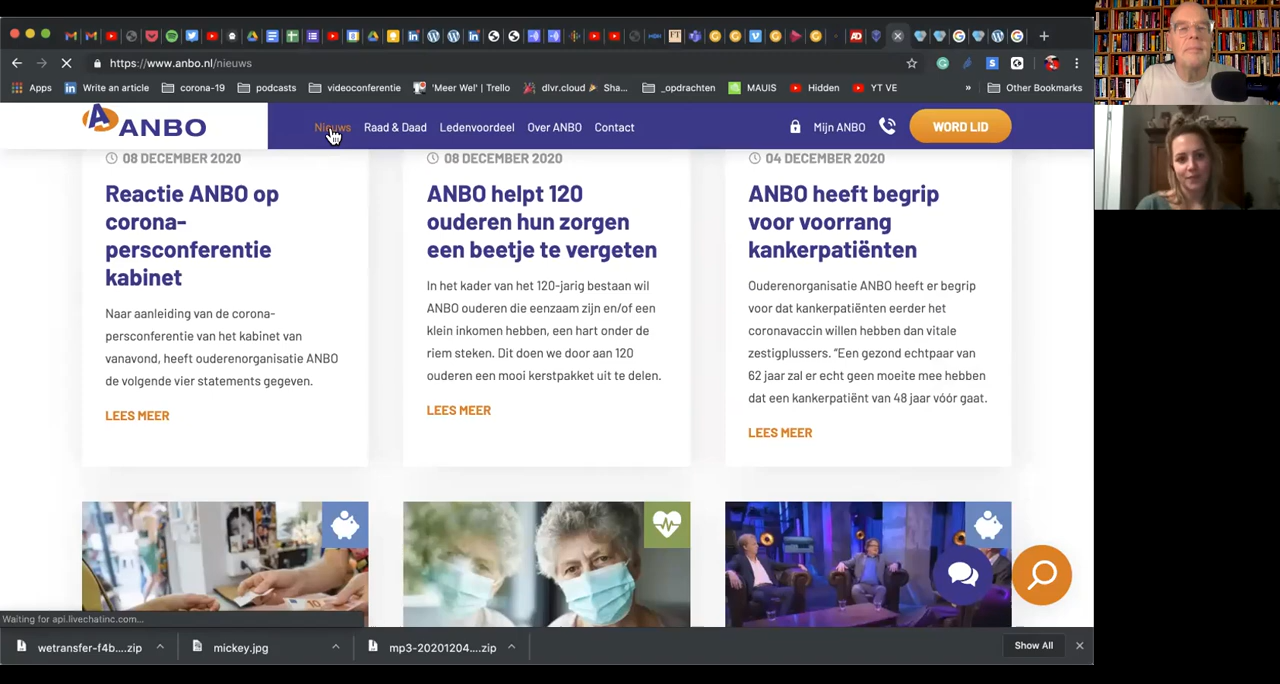 https://www.anbo.nl/nieuws
Apps Write an article corona-19 podcasts videoconferentie 'Meer Wel' | Trello dlvr.cloud Sha... _opdrachten MAUIS Hidden YT VE » Other Bookmarks
ANBO Nieuws Raad & Daad Ledenvoordeel Over ANBO Contact Mijn ANBO WORD LID
08 DECEMBER 2020
Reactie ANBO op
corona-
persconferentie
kabinet
Naar aanleiding van de corona-
persconferentie van het kabinet van
vanavond, heeft ouderenorganisatie ANBO
de volgende vier statements gegeven.
LEES MEER
08 DECEMBER 2020
ANBO helpt 120
ouderen hun zorgen
een beetje te vergeten
In het kader van het 120-jarig bestaan wil
ANBO ouderen die eenzaam zijn en/of een
klein inkomen hebben, een hart onder de
riem steken. Dit doen we door aan 120
ouderen een mooi kerstpakket uit te delen.
LEES MEER
04 DECEMBER 2020
ANBO heeft begrip
voor voorrang
kankerpatiënten
Ouderenorganisatie ANBO heeft er begrip
voor dat kankerpatiënten eerder het
coronavaccin willen hebben dan vitale
zestigplussers. “Een gezond echtpaar van
62 jaar zal er echt geen moeite mee hebben
dat een kankerpatiënt van 48 jaar vóór gaat.
LEES MEER
Waiting for api.livechatinc.com...
wetransfer-f4b....zip mickey.jpg mp3-20201204....zip Show All